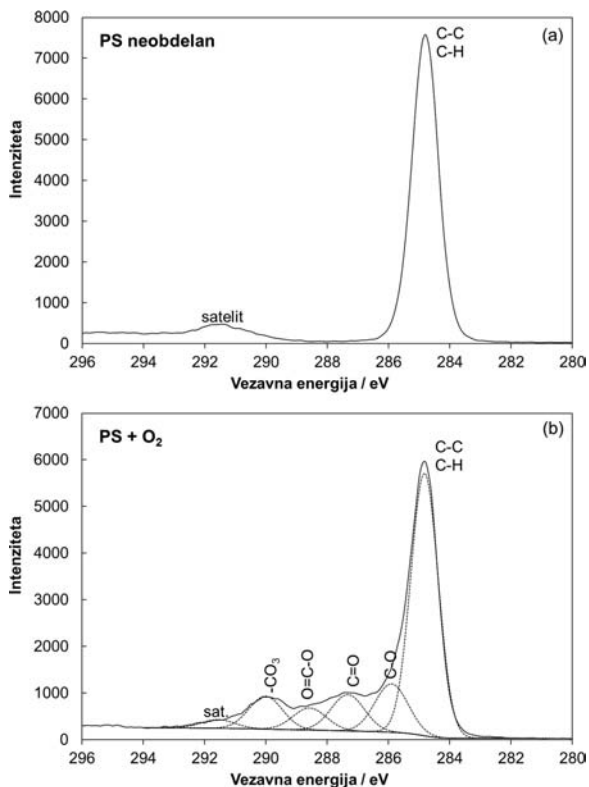 PS neobdelan
(a)
C-C
C-H
8000
7000
6000
5000
4000
3000
2000
1000
0
satelit
Intenziteta
296 294 292 290 288 286 284 282 280
Vezavna energija / eV
PS + O₂
(b)
C-C
C-H
7000
6000
5000
4000
3000
2000
1000
0
sat.
-CO₃
O=C-O
C=O
C-O
Intenziteta
296 294 292 290 288 286 284 282 280
Vezavna energija / eV